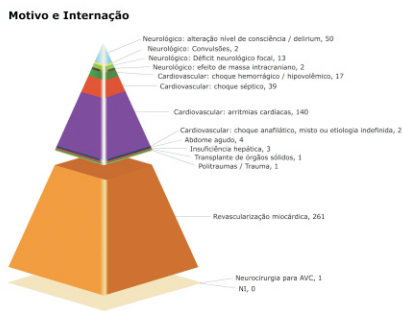 Motivo e Internação
Neurológico: alteração nível de consciência / delirium, 50
Neurológico: Convulsões, 2
Neurológico: Déficit neurológico focal, 13
Neurológico: efeito de massa intracraniano, 2
Cardiovascular: choque hemorrágico / hipovolêmico, 17
Cardiovascular: choque séptico, 39
Cardiovascular: arritmias cardíacas, 140
Cardiovascular: choque anafilático, misto ou etiologia indefinida, 2
Abdome agudo, 4
Insuficiência hepática, 3
Transplante de órgãos sólidos, 1
Politraumas / Trauma, 1
Revascularização miocárdica, 261
Neurocirurgia para AVC, 1
NI, 0